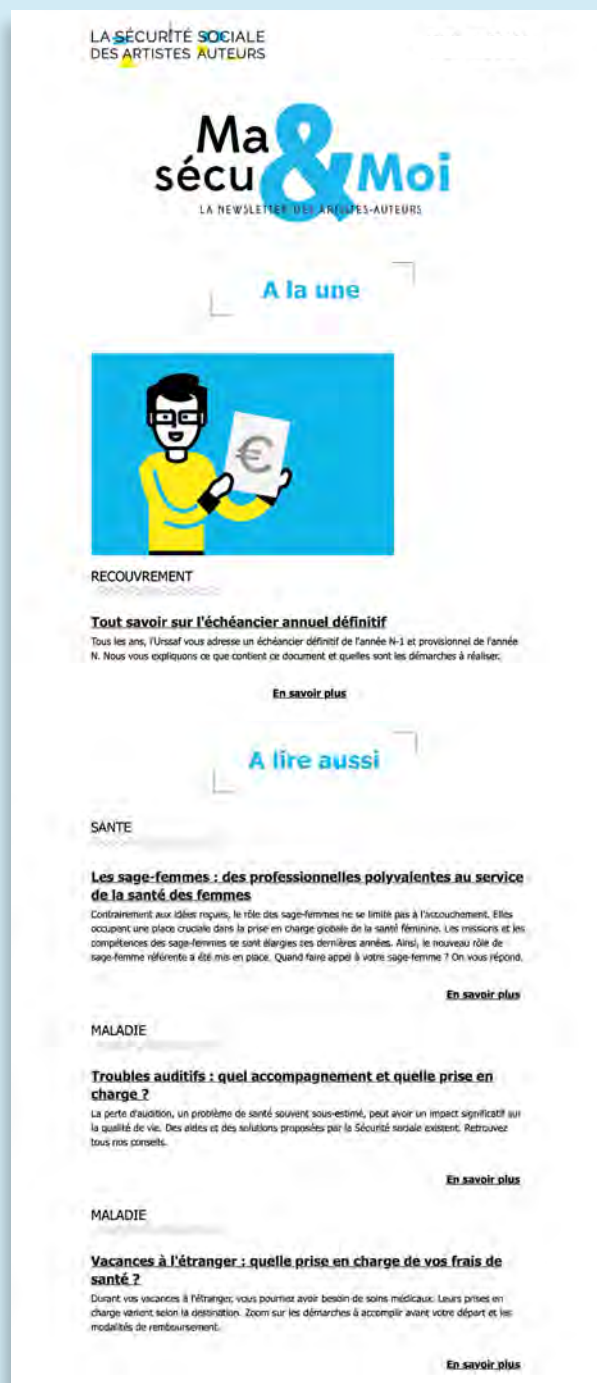 LA SÉCURITÉ SOCIALE
DES ARTISTES AUTEURS
Ma
sécu & Moi
LA NEWSLETTER DES ARTISTES-AUTEURS
A la une
€
RECOUVREMENT
Tout savoir sur l'échéancier annuel définitif
Tous les ans, l'Urssaf vous adresse un échéancier définitif de l'année N-1 et provisionnel de l'année
N. Nous vous expliquons ce que contient ce document et quelles sont les démarches à réaliser.
En savoir plus
A lire aussi
SANTE
Les sage-femmes : des professionnelles polyvalentes au service
de la santé des femmes
Contrairement aux idées reçues, le rôle des sage-femmes ne se limite pas à l'accouchement. Elles
occupent une place cruciale dans la prise en charge globale de la santé féminine. Les missions et les
compétences des sage-femmes se sont élargies ces dernières années. Ainsi, le nouveau rôle de
sage-femme référente a été mis en place. Quand faire appel à votre sage-femme ? On vous répond.
En savoir plus
MALADIE
Troubles auditifs : quel accompagnement et quelle prise en
charge ?
La perte d'audition, un problème de santé souvent sous-estimé, peut avoir un impact significatif sur
la qualité de vie. Des aides et des solutions proposées par la Sécurité sociale existent. Retrouvez
tous nos conseils.
En savoir plus
MALADIE
Vacances à l'étranger : quelle prise en charge de vos frais de
santé ?
Durant vos vacances à l'étranger, vous pourriez avoir besoin de soins médicaux. Leurs prises en
charge varient selon la destination. Zoom sur les démarches à accomplir avant votre départ et les
modalités de remboursement.
En savoir plus